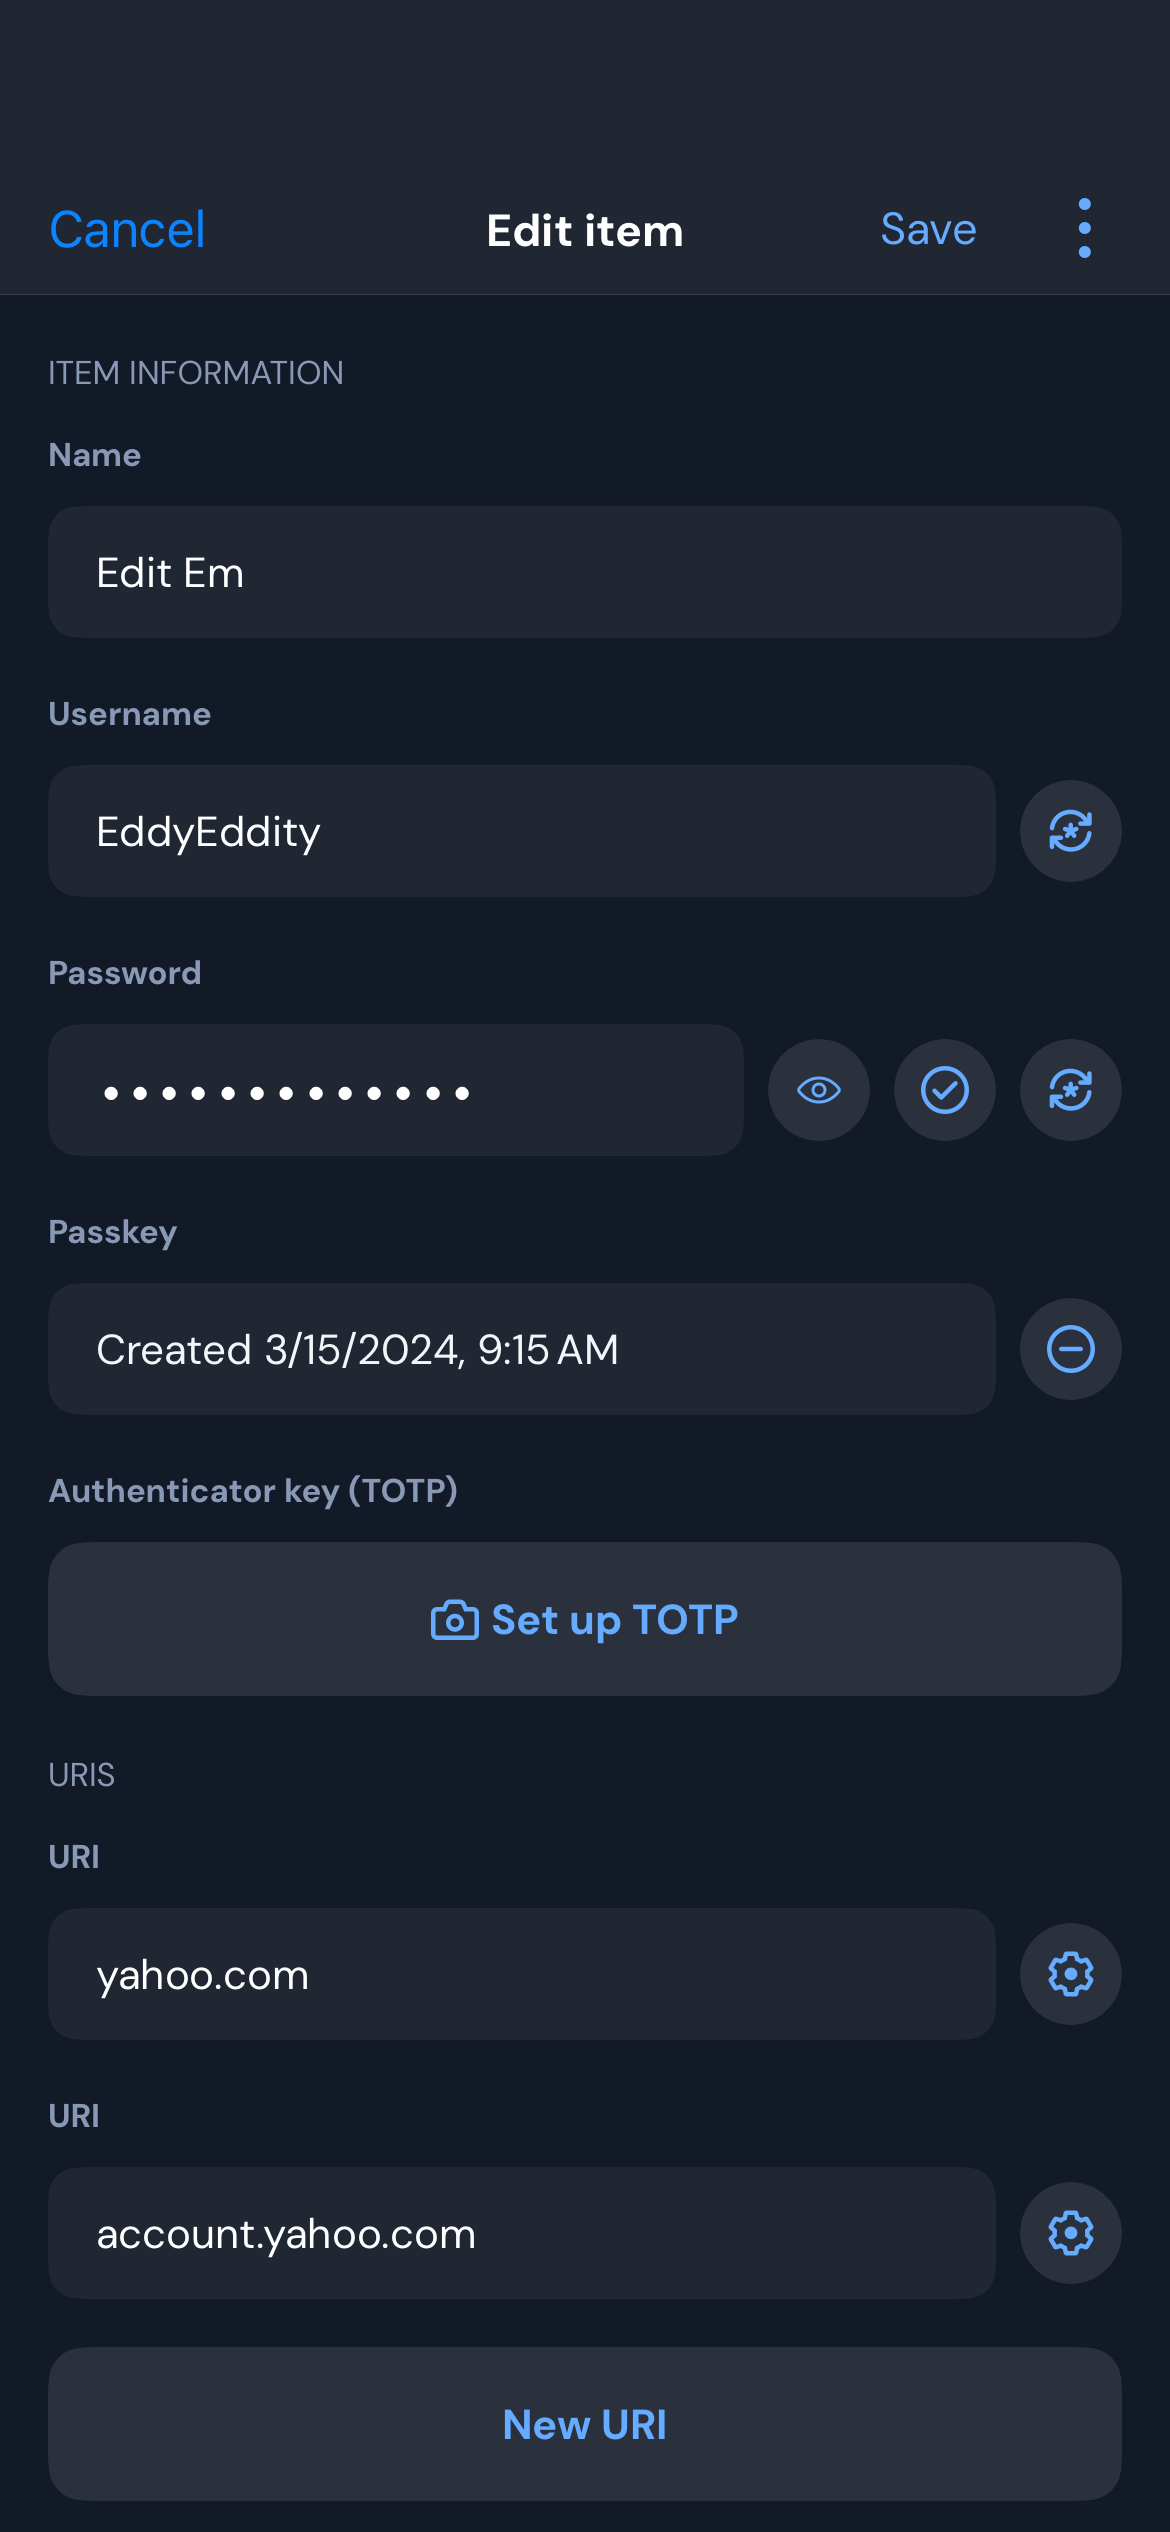 Cancel Edit item Save
ITEM INFORMATION
Name
Edit Em
Username
EddyEddity
Password
•••••••••••••
Passkey
Created 3/15/2024, 9:15 AM
Authenticator key (TOTP)
Set up TOTP
URIS
URI
yahoo.com
URI
account.yahoo.com
New URI